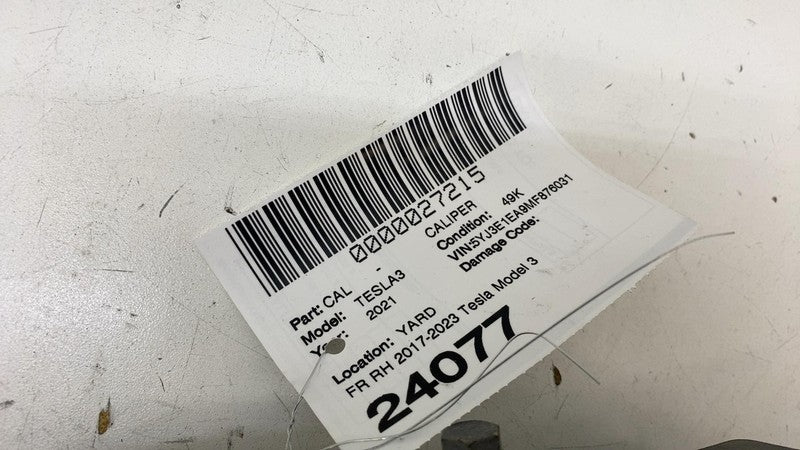 0000027215
Part: CAL - CALIPER
Model: TESLA3 Condition: 49K
Year: 2021 VIN:5YJ3E1EA9MF876031
Damage Code:
Location: YARD
FR RH 2017-2023 Tesla Model 3
24077